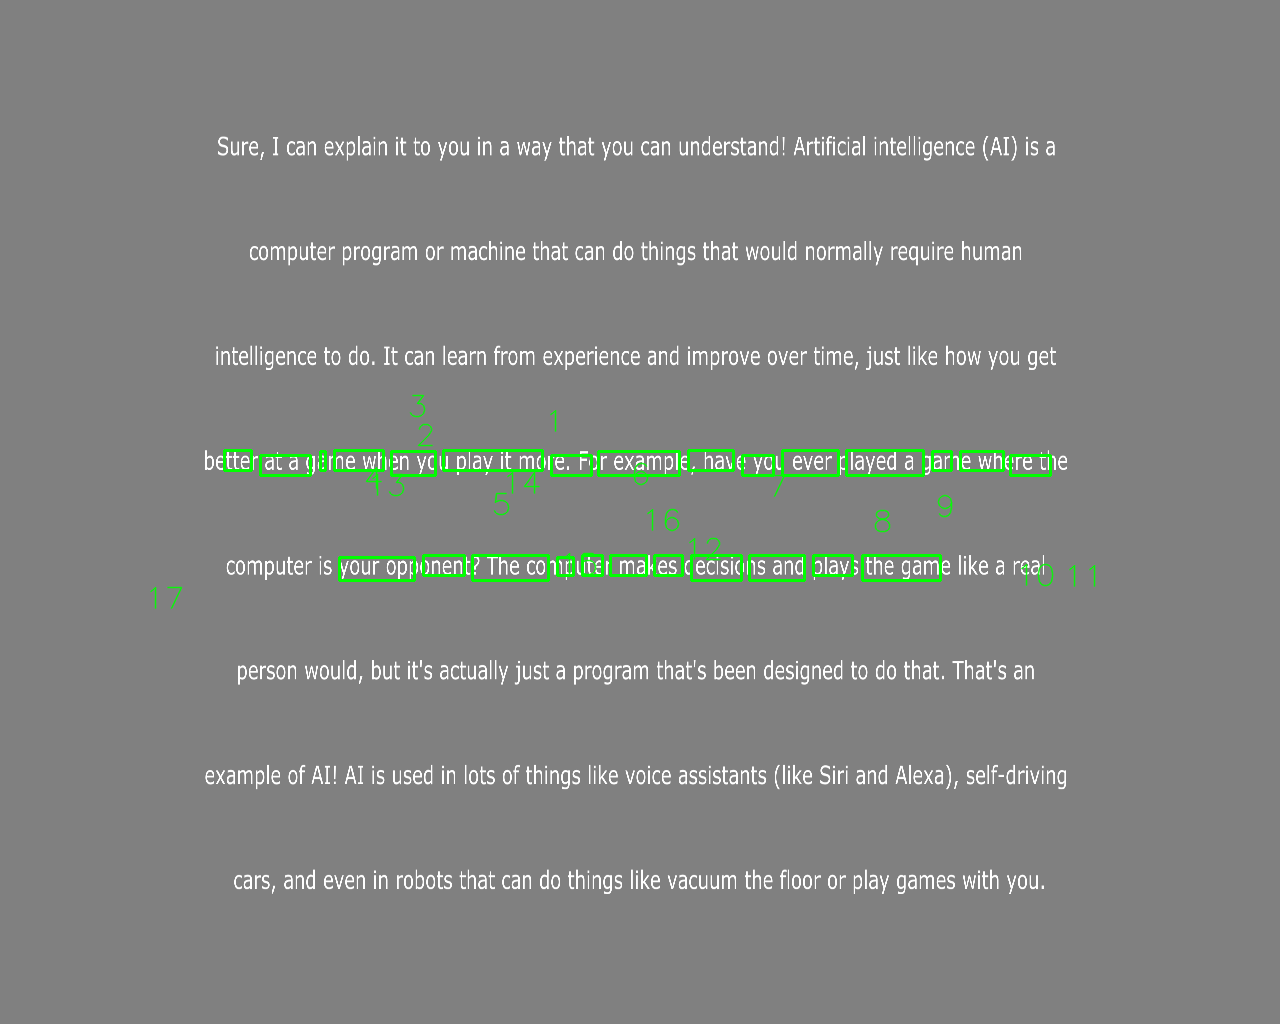 Sure, I can explain it to you in a way that you can understand! Artificial intelligence (AI) is a
computer program or machine that can do things that would normally require human
intelligence to do. It can learn from experience and improve over time, just like how you get
3
1
2
better at a game when you play it more. For example, have you ever played a game where the
4 13 14 6 7
5 16 8 9
12
computer is your opponent? The computer makes decisions and plays the game like a real
10 11
17
person would, but it's actually just a program that's been designed to do that. That's an
example of AI! AI is used in lots of things like voice assistants (like Siri and Alexa), self-driving
cars, and even in robots that can do things like vacuum the floor or play games with you.